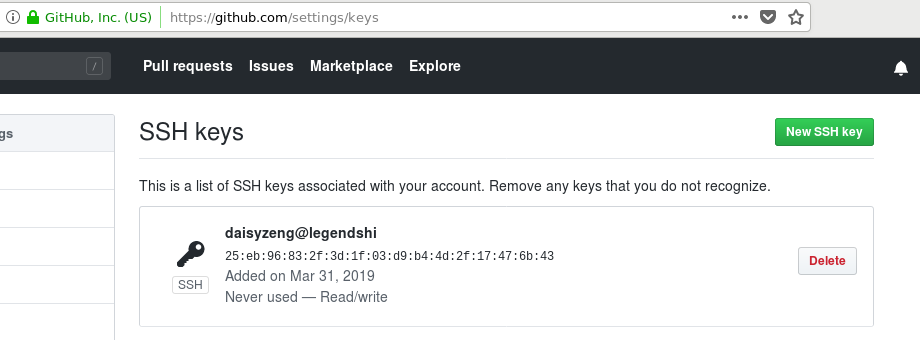 GitHub, Inc. (US) https://github.com/settings/keys
/ Pull requests Issues Marketplace Explore
gs
SSH keys
New SSH key
This is a list of SSH keys associated with your account. Remove any keys that you do not recognize.
daisyzeng@legendshi
25:eb:96:83:2f:3d:1f:03:d9:b4:4d:2f:17:47:6b:43
Delete
Added on Mar 31, 2019
SSH
Never used — Read/write